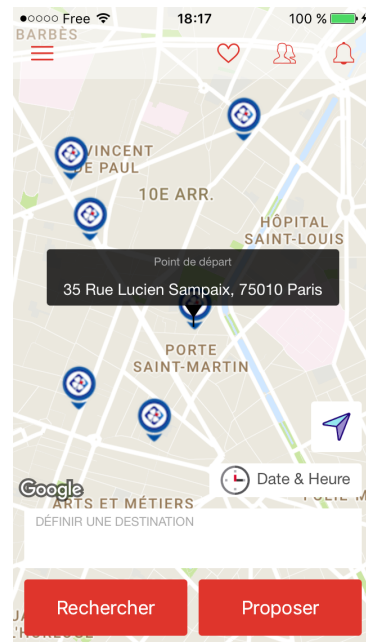 Free 18:17 100 %
BARBÈS
VINCENT
DE PAUL
10E ARR.
HÔPITAL
SAINT-LOUIS
Point de départ
35 Rue Lucien Sampaix, 75010 Paris
PORTE
SAINT-MARTIN
Date & Heure
Google
ARTS ET MÉTIERS
DÉFINIR UNE DESTINATION
Rechercher Proposer